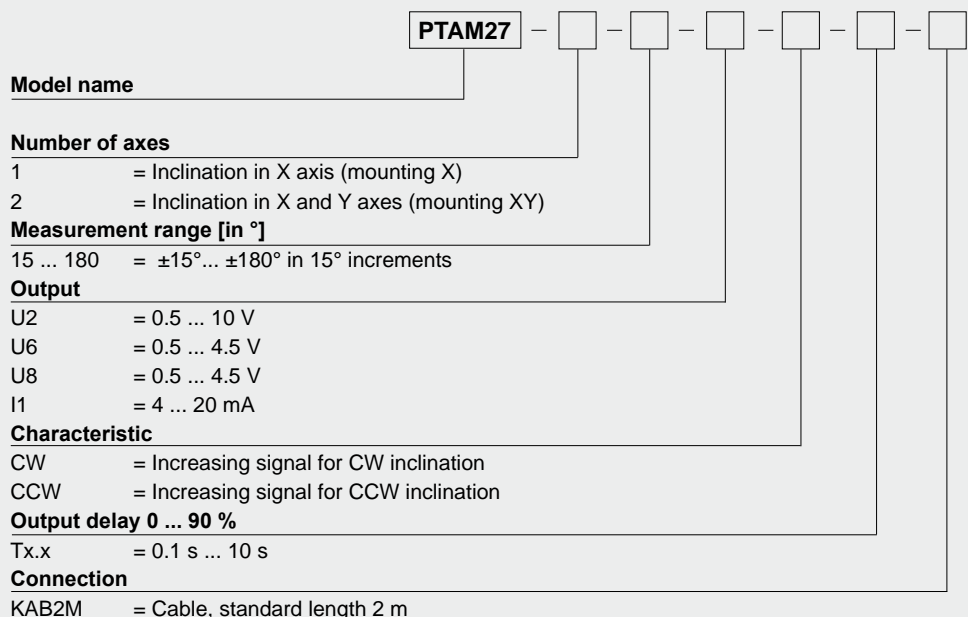 PTAM27 – – – – – –
Model name
Number of axes
1 = Inclination in X axis (mounting X)
2 = Inclination in X and Y axes (mounting XY)
Measurement range [in °]
15 ... 180 = ±15°... ±180° in 15° increments
Output
U2 = 0.5 ... 10 V
U6 = 0.5 ... 4.5 V
U8 = 0.5 ... 4.5 V
I1 = 4 ... 20 mA
Characteristic
CW = Increasing signal for CW inclination
CCW = Increasing signal for CCW inclination
Output delay 0 ... 90 %
Tx.x = 0.1 s ... 10 s
Connection
KAB2M = Cable, standard length 2 m